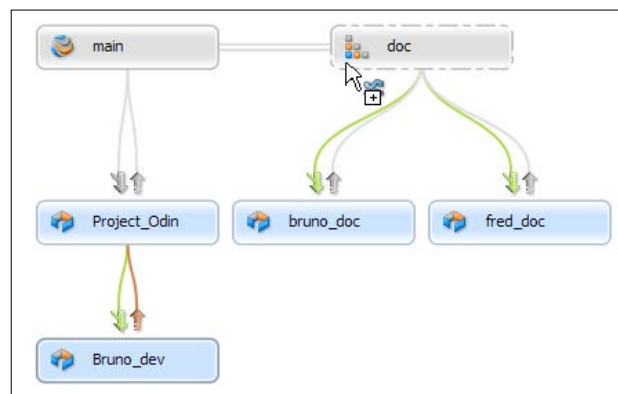 main
doc
Project_Odin
bruno_doc
fred_doc
Bruno_dev